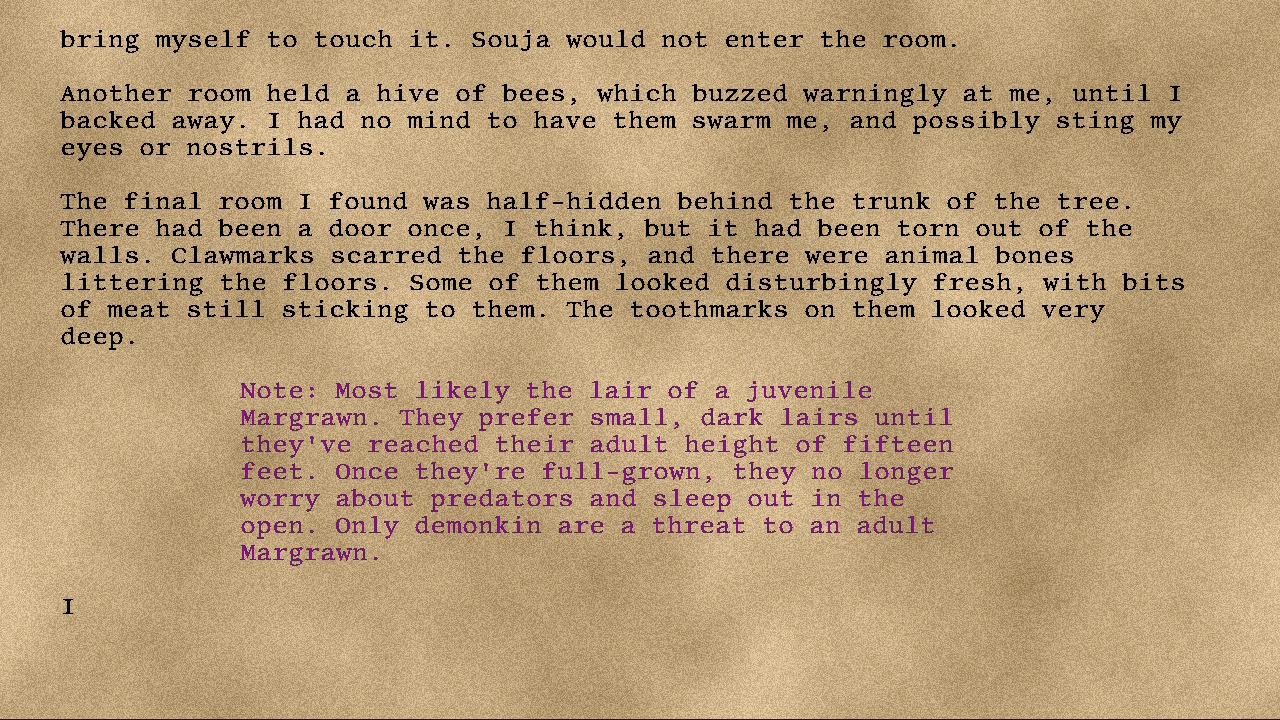 bring myself to touch it. Souja would not enter the room.
Another room held a hive of bees, which buzzed warningly at me, until I
backed away. I had no mind to have them swarm me, and possibly sting my
eyes or nostrils.
The final room I found was half-hidden behind the trunk of the tree.
There had been a door once, I think, but it had been torn out of the
walls. Clawmarks scarred the floors, and there were animal bones
littering the floors. Some of them looked disturbingly fresh, with bits
of meat still sticking to them. The toothmarks on them looked very
deep.
Note: Most likely the lair of a juvenile
Margrawn. They prefer small, dark lairs until
they've reached their adult height of fifteen
feet. Once they're full-grown, they no longer
worry about predators and sleep out in the
open. Only demonkin are a threat to an adult
Margrawn.
I